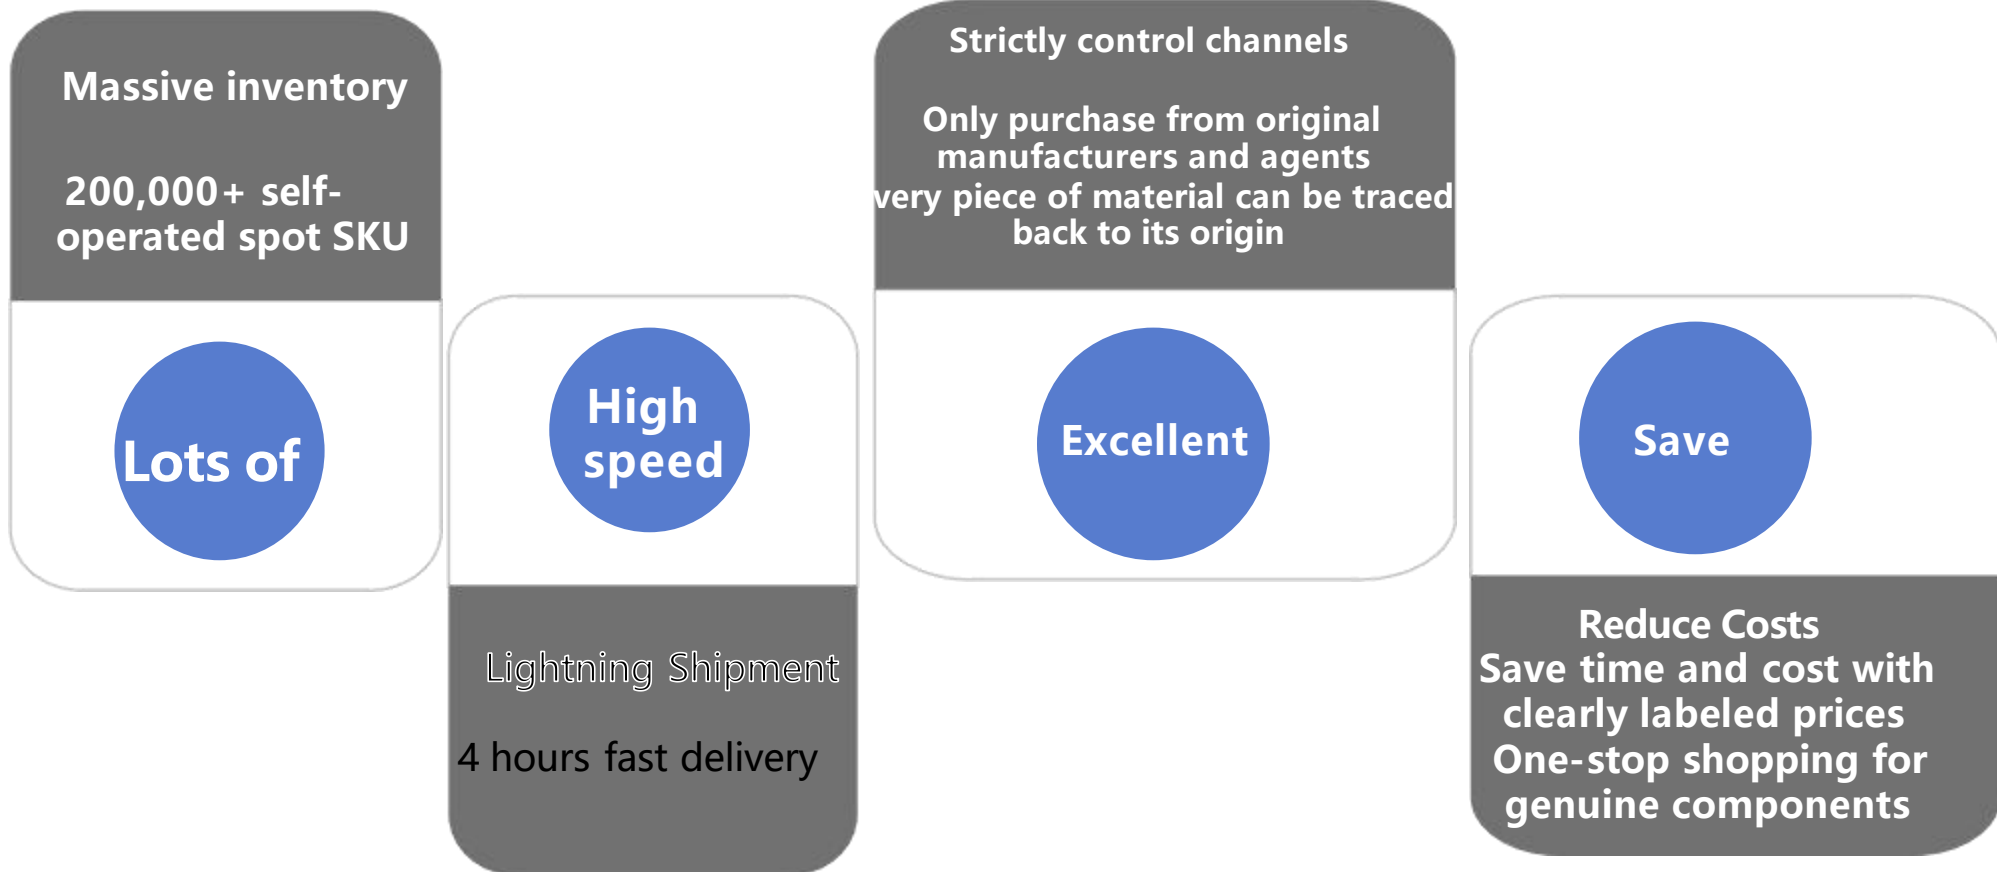 Massive inventory
200,000+ self-
operated spot SKU
Lots of
High
speed
Lightning Shipment
4 hours fast delivery
Strictly control channels
Only purchase from original
manufacturers and agents
very piece of material can be traced
back to its origin
Excellent
Save
Reduce Costs
Save time and cost with
clearly labeled prices
One-stop shopping for
genuine components